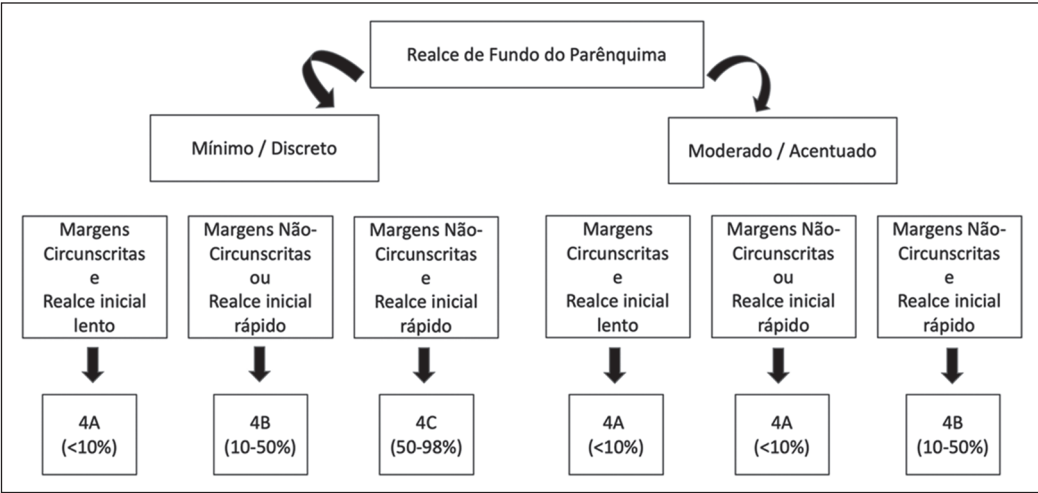 Realce de Fundo do Parênquima
Mínimo / Discreto
Moderado / Acentuado
Margens
Circunscritas
e
Realce inicial
lento
Margens Não-
Circunscritas
ou
Realce inicial
rápido
Margens Não-
Circunscritas
e
Realce inicial
rápido
Margens
Circunscritas
e
Realce inicial
lento
Margens Não-
Circunscritas
ou
Realce inicial
rápido
Margens Não-
Circunscritas
e
Realce inicial
rápido
4A
(<10%)
4B
(10-50%)
4C
(50-98%)
4A
(<10%)
4A
(<10%)
4B
(10-50%)